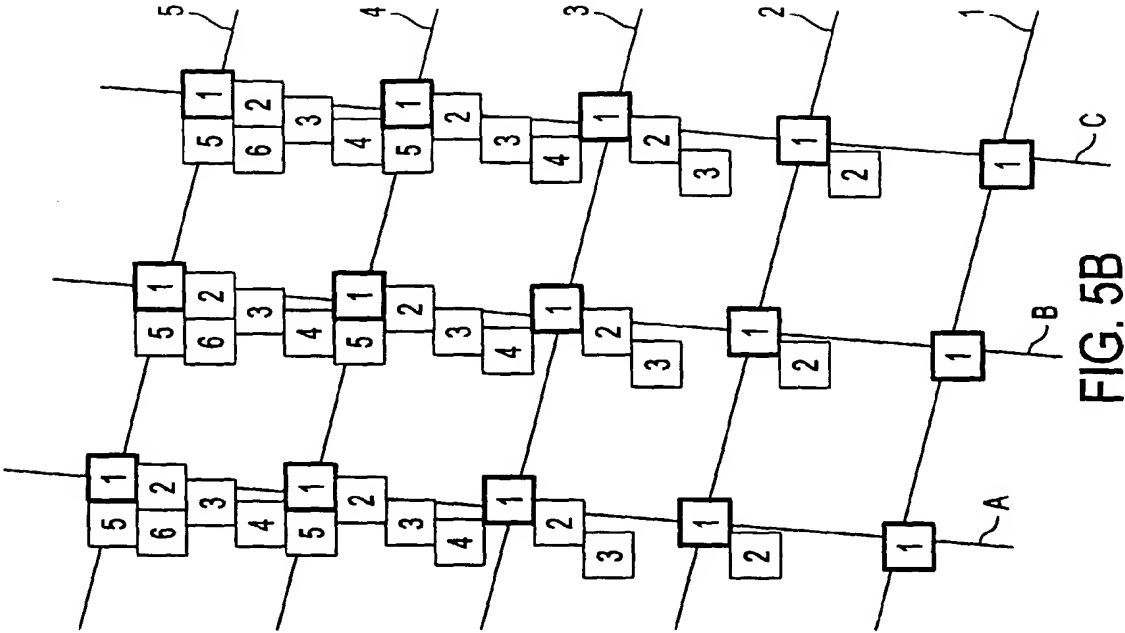 5 1
6 2 5 1 5
3 6 2 5 1
4 3 6 2
5 1 4 3
2 5 1 4 4
3 2 5 1
4 3 2
1 4 3
2 1 4 3
3 2 1
3 2
1 3
2 1 2
2 1
2
1
1 1
1
A
B
C
FIG. 5B